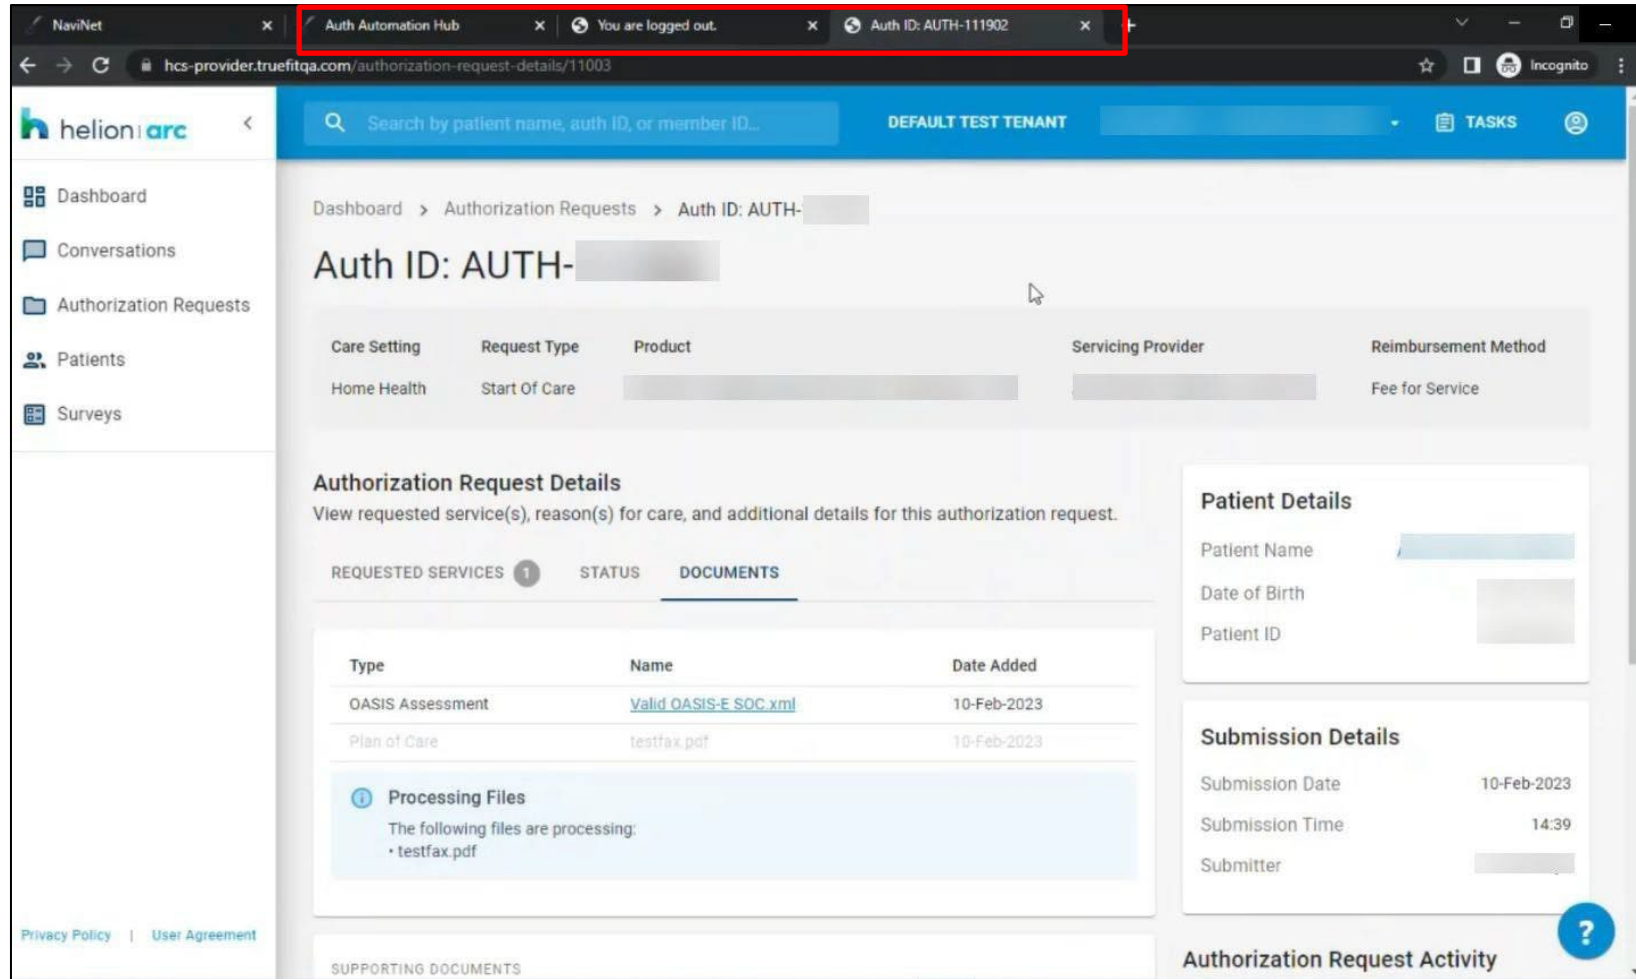 NaviNet
Auth Automation Hub
You are logged out.
Auth ID: AUTH-111902
hcs-provider.truefitqa.com/authorization-request-details/11003
Incognito
helion arc
Search by patient name, auth ID, or member ID...
DEFAULT TEST TENANT
TASKS
Dashboard
Conversations
Authorization Requests
Patients
Surveys
Dashboard > Authorization Requests > Auth ID: AUTH-
Auth ID: AUTH-
Care Setting Request Type Product Servicing Provider Reimbursement Method
Home Health Start Of Care Fee for Service
Authorization Request Details
View requested service(s), reason(s) for care, and additional details for this authorization request.
REQUESTED SERVICES 1 STATUS DOCUMENTS
Type Name Date Added
OASIS Assessment Valid OASIS-E SOC.xml 10-Feb-2023
Plan of Care testfax.pdf 10-Feb-2023
Processing Files
The following files are processing:
• testfax.pdf
SUPPORTING DOCUMENTS
Patient Details
Patient Name
Date of Birth
Patient ID
Submission Details
Submission Date 10-Feb-2023
Submission Time 14:39
Submitter
Authorization Request Activity
?
Privacy Policy | User Agreement